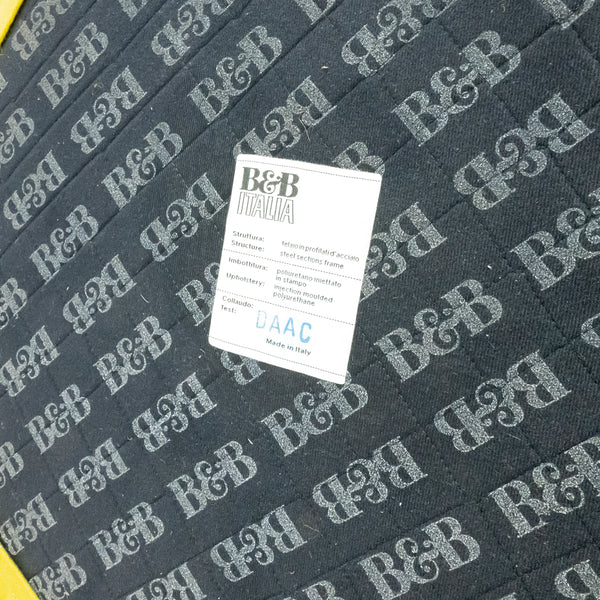 B&B
ITALIA
Struttura: telaio in profilati d'acciaio
Structure: steel sections frame
Imbottitura: poliuretano iniettato
in stampo
Upholstery: injection moulded
polyurethane
Collaudo:
Test: DAAC
Made in Italy
B&B B&B B&B
B&B B&B B&B
B&B B&B B&B
B&B B&B B&B